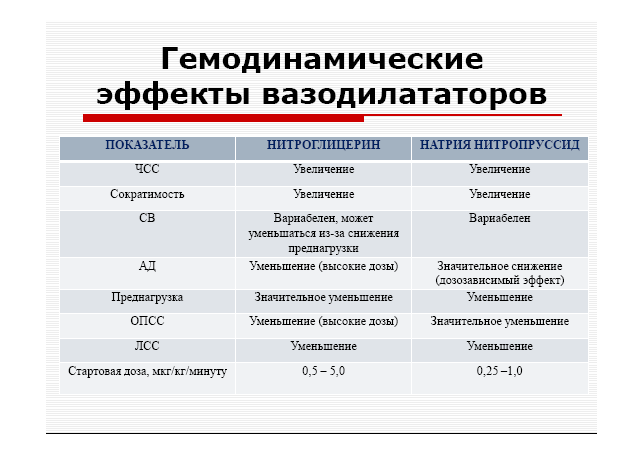 Гемодинамические
эффекты вазодилататоров
ПОКАЗАТЕЛЬ НИТРОГЛИЦЕРИН НАТРИЯ НИТРОПРУССИД
ЧСС Увеличение Увеличение
Сократимость Увеличение Увеличение
СВ Вариабелен, может Вариабелен
уменьшаться из-за снижения
преднагрузки
АД Уменьшение (высокие дозы) Значительное снижение
(дозозависимый эффект)
Преднагрузка Значительное уменьшение Уменьшение
ОПСС Уменьшение (высокие дозы) Значительное уменьшение
ЛСС Уменьшение Уменьшение
Стартовая доза, мкг/кг/минуту 0,5 – 5,0 0,25 –1,0